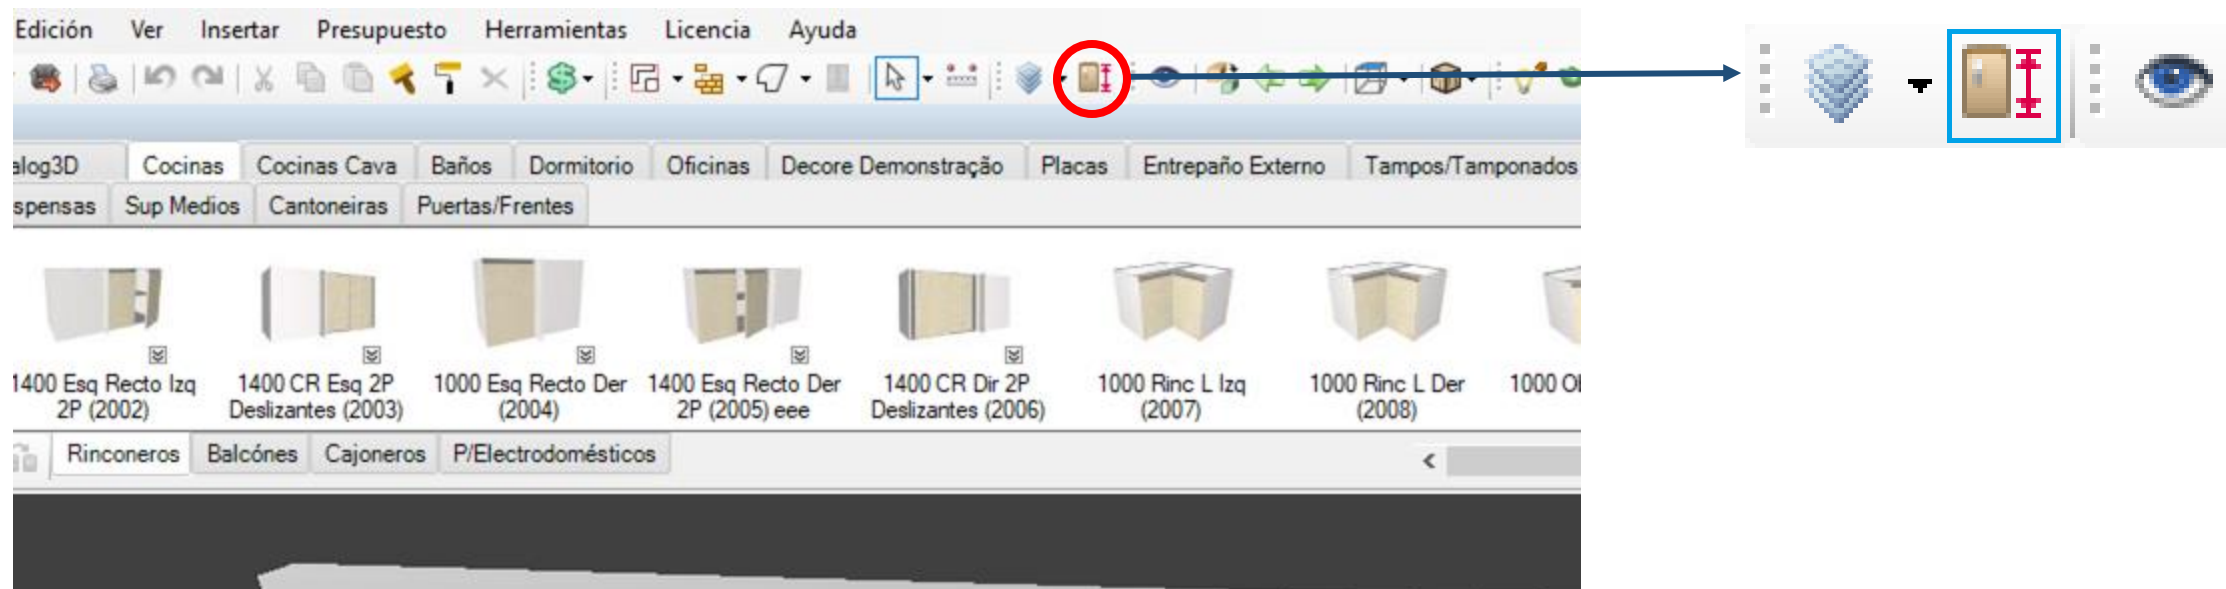 Edición Ver Insertar Presupuesto Herramientas Licencia Ayuda
alog3D Cocinas Cocinas Cava Baños Dormitorio Oficinas Decore Demonstração Placas Entrepaño Externo Tampos/Tamponados
spensas Sup Medios Cantoneiras Puertas/Frentes
1400 Esq Recto Izq 2P (2002)
1400 CR Esq 2P Deslizantes (2003)
1000 Esq Recto Der (2004)
1400 Esq Recto Der 2P (2005) eee
1400 CR Dir 2P Deslizantes (2006)
1000 Rinc L Izq (2007)
1000 Rinc L Der (2008)
1000
Rinconeros Balcónes Cajoneros P/Electrodomésticos